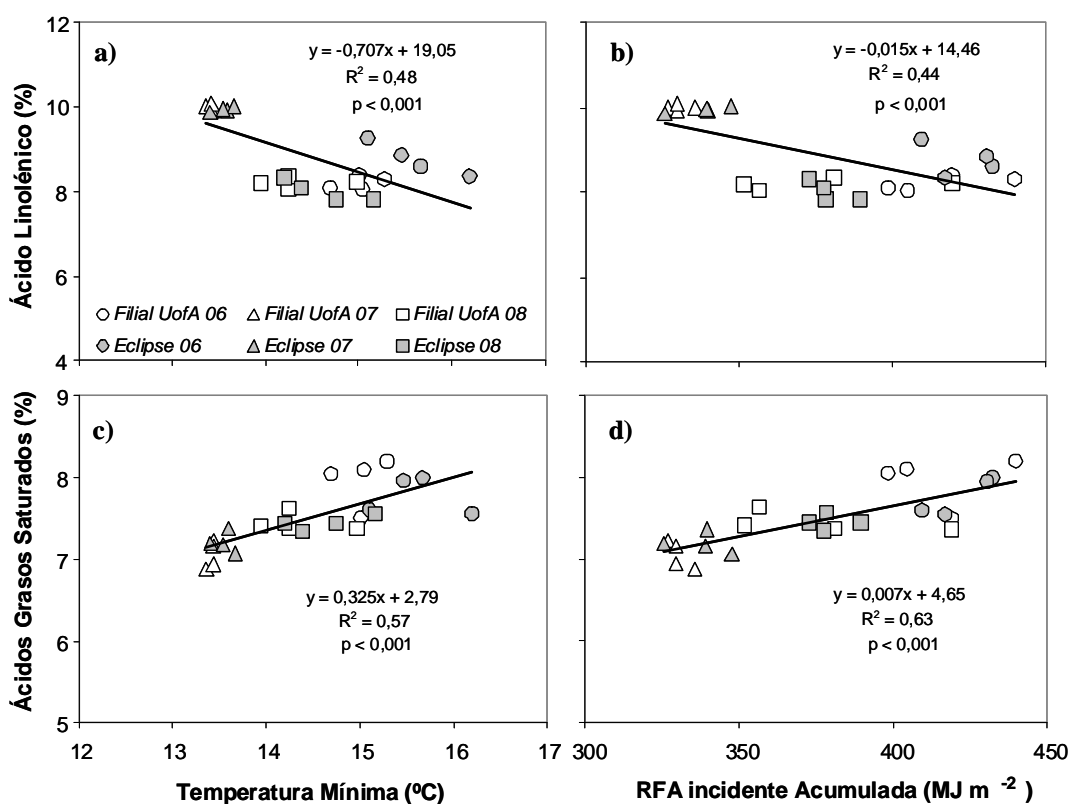 Ácido Linolénico (%)
12
10
8
6
4
a)
y = -0,707x + 19,05
R² = 0,48
p < 0,001
Filial UofA 06
Filial UofA 07
Filial UofA 08
Eclipse 06
Eclipse 07
Eclipse 08
b)
y = -0,015x + 14,46
R² = 0,44
p < 0,001
Ácidos Grasos Saturados (%)
9
8
7
6
5
c)
y = 0,325x + 2,79
R² = 0,57
p < 0,001
12 13 14 15 16 17
Temperatura Mínima (ºC)
d)
y = 0,007x + 4,65
R² = 0,63
p < 0,001
300 350 400 450
RFA incidente Acumulada (MJ m ⁻² )